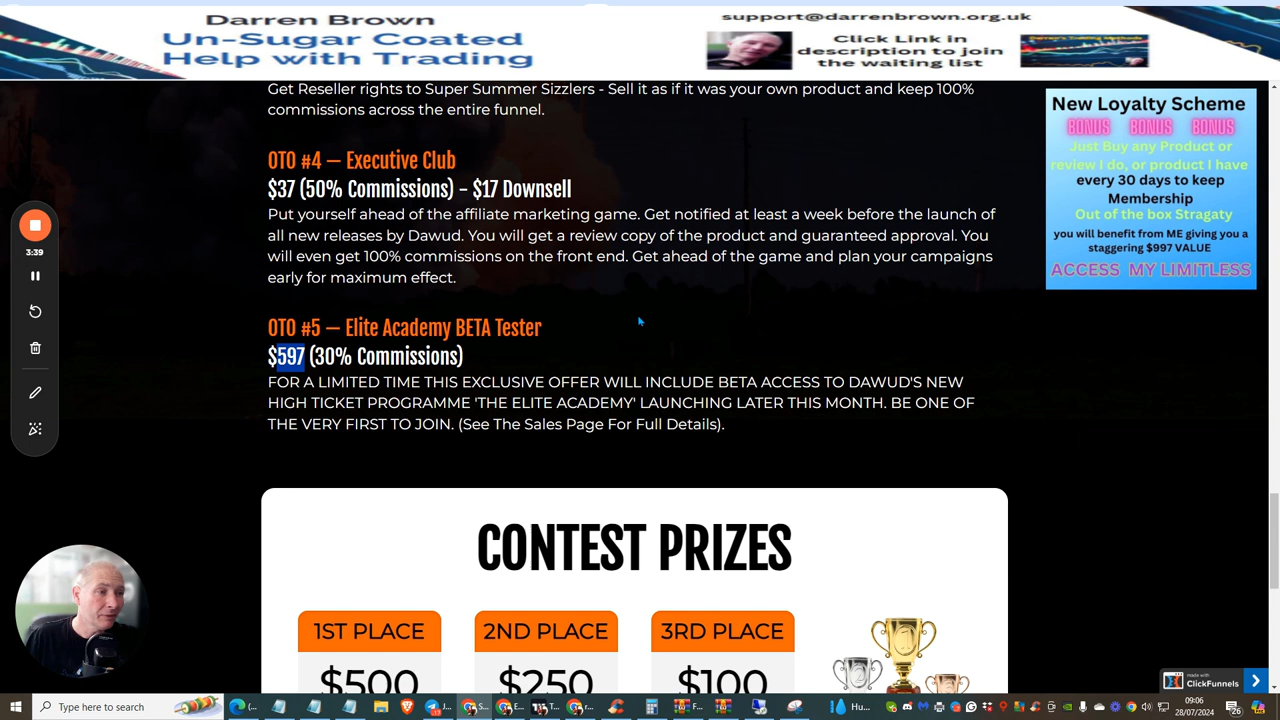 Darren Brown
Un-Sugar Coated
Help with Trading
support@darrenbrown.org.uk
Click Link in
description to join
the waiting list
Get Reseller rights to Super Summer Sizzlers - Sell it as if it was your own product and keep 100%
commissions across the entire funnel.
OTO #4 — Executive Club
$37 (50% Commissions) - $17 Downsell
Put yourself ahead of the affiliate marketing game. Get notified at least a week before the launch of
all new releases by Dawud. You will get a review copy of the product and guaranteed approval. You
will even get 100% commissions on the front end. Get ahead of the game and plan your campaigns
early for maximum effect.
OTO #5 — Elite Academy BETA Tester
$597 (30% Commissions)
FOR A LIMITED TIME THIS EXCLUSIVE OFFER WILL INCLUDE BETA ACCESS TO DAWUD'S NEW
HIGH TICKET PROGRAMME 'THE ELITE ACADEMY' LAUNCHING LATER THIS MONTH. BE ONE OF
THE VERY FIRST TO JOIN. (See The Sales Page For Full Details).
CONTEST PRIZES
1ST PLACE
2ND PLACE
3RD PLACE
$500
$250
$100
New Loyalty Scheme
BONUS BONUS BONUS
Just Buy any Product or
review I do, or product I have
every 30 days to keep
Membership
Out of the box Stragaty
you will benefit from ME giving you a
staggering $997 VALUE
ACCESS MY LIMITLESS
3:39
made with
ClickFunnels
Type here to search
09:06
28/07/2024